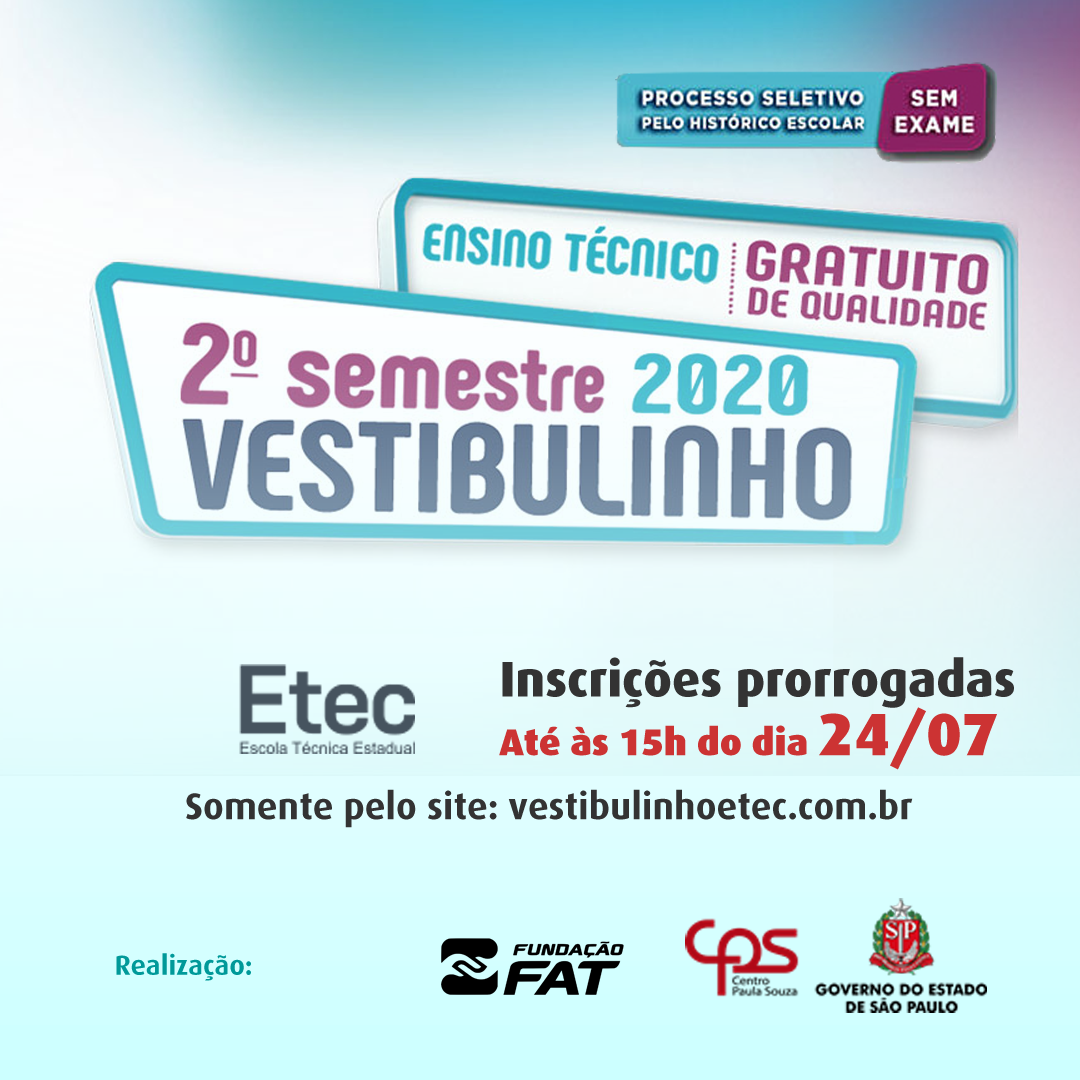 PROCESSO SELETIVO
PELO HISTÓRICO ESCOLAR
SEM
EXAME
ENSINO TÉCNICO
GRATUITO
DE QUALIDADE
2º semestre 2020
VESTIBULINHO
Etec
Escola Técnica Estadual
Inscrições prorrogadas
Até às 15h do dia 24/07
Somente pelo site: vestibulinhoetec.com.br
Realização:
FUNDAÇÃO
FAT
CPS
Centro
Paula Souza
SP
GOVERNO DO ESTADO
DE SÃO PAULO